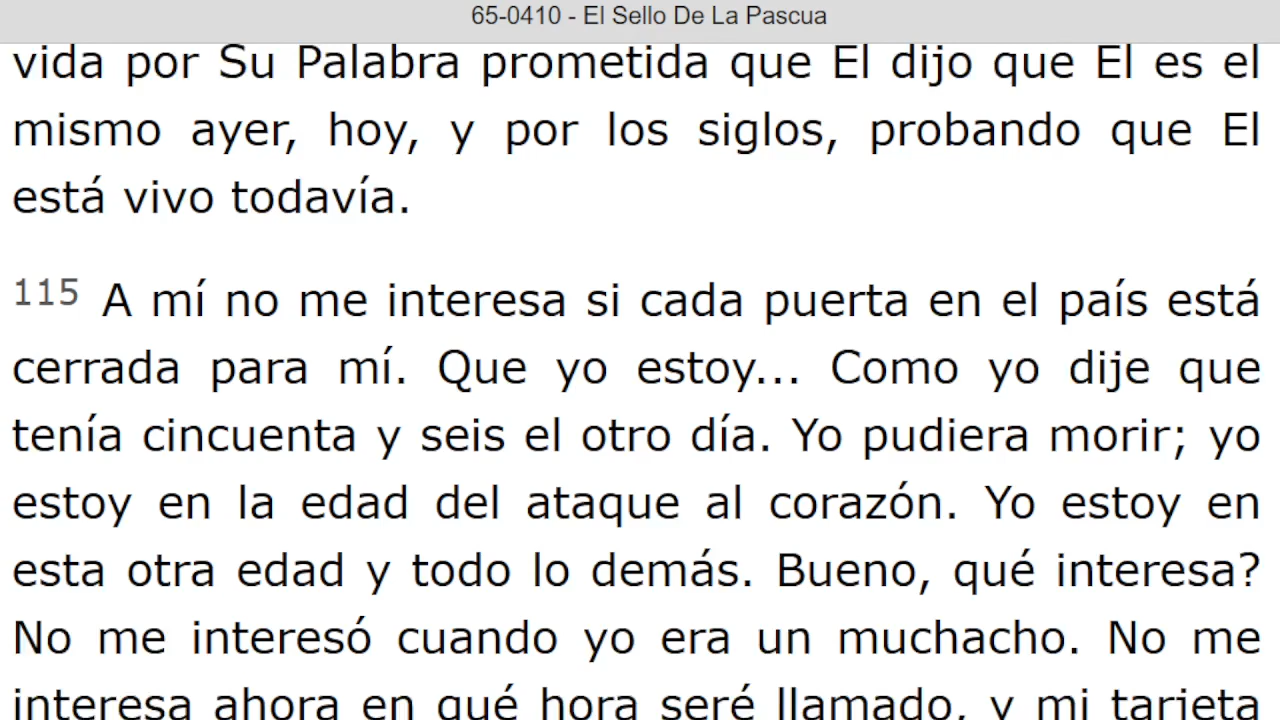 65-0410 - El Sello De La Pascua
vida por Su Palabra prometida que El dijo que El es el
mismo ayer, hoy, y por los siglos, probando que El
está vivo todavía.
115 A mí no me interesa si cada puerta en el país está
cerrada para mí. Que yo estoy... Como yo dije que
tenía cincuenta y seis el otro día. Yo pudiera morir; yo
estoy en la edad del ataque al corazón. Yo estoy en
esta otra edad y todo lo demás. Bueno, qué interesa?
No me interesó cuando yo era un muchacho. No me
interesa ahora en qué hora seré llamado, y mi tarjeta